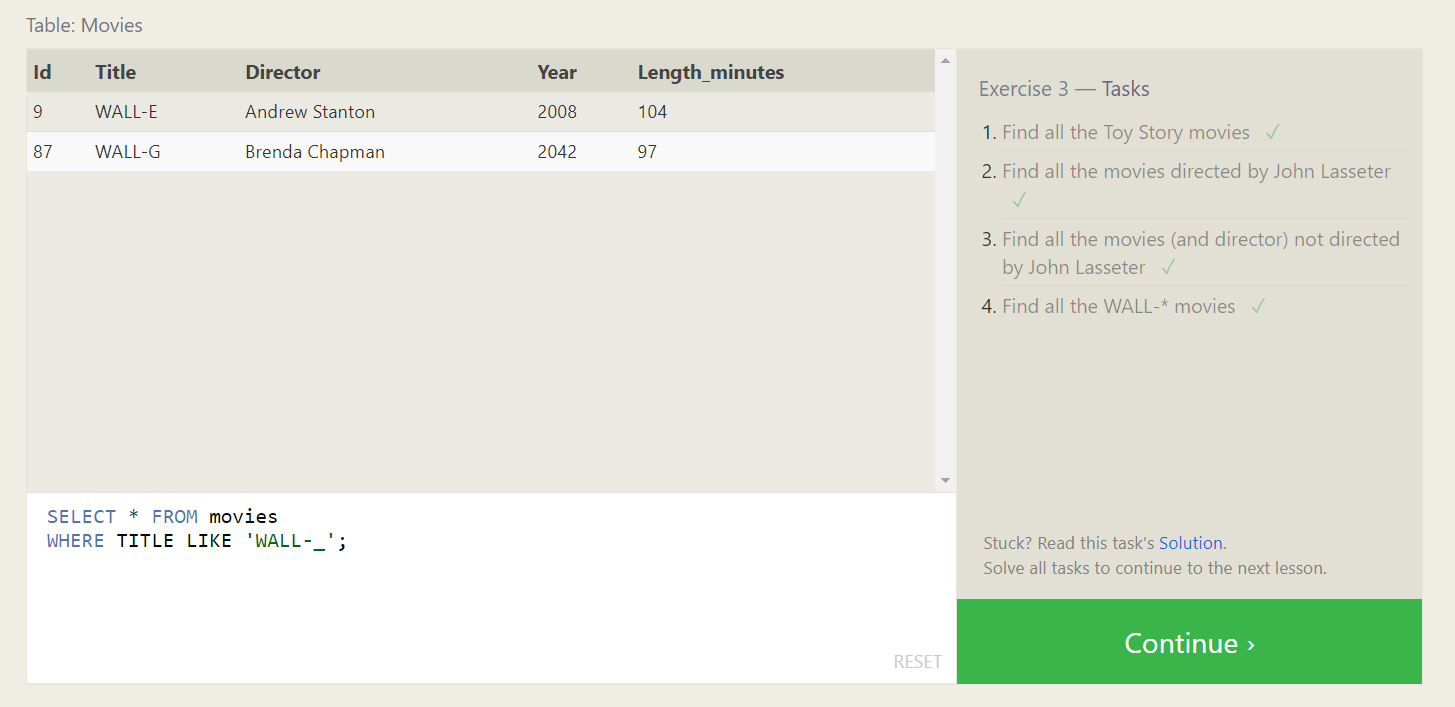 Table: Movies
Id Title Director Year Length_minutes
9 WALL-E Andrew Stanton 2008 104
87 WALL-G Brenda Chapman 2042 97
SELECT * FROM movies
WHERE TITLE LIKE 'WALL-_';
RESET
Exercise 3 — Tasks
1. Find all the Toy Story movies ✓
2. Find all the movies directed by John Lasseter
✓
3. Find all the movies (and director) not directed
by John Lasseter ✓
4. Find all the WALL-* movies ✓
Stuck? Read this task's Solution.
Solve all tasks to continue to the next lesson.
Continue ›